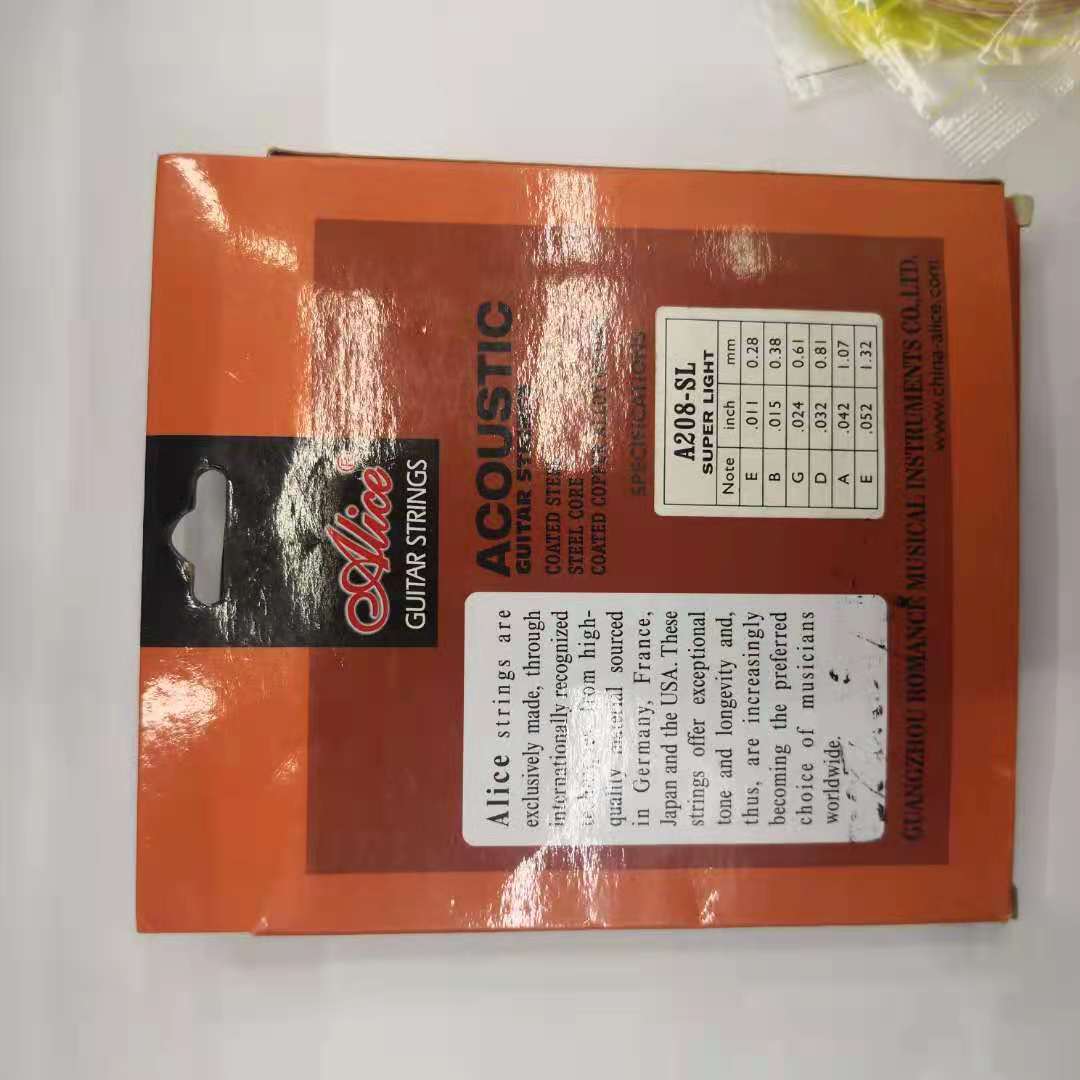 Alice®
GUITAR STRINGS
ACOUSTIC
GUITAR
COATED
STEEL CORE
COATED COPPER ALLOY
SPECIFICATIONS
A208-SL
SUPER LIGHT
Note inch mm
E .011 0.28
B .015 0.38
G .024 0.61
D .032 0.81
A .042 1.07
E .052 1.32
Alice strings are
exclusively made, through
internationally recognized
from high-
quality material sourced
in Germany, France,
Japan and the USA. These
strings offer exceptional
tone and longevity and,
thus, are increasingly
becoming the preferred
choice of musicians
worldwide.
GUANGZHOU ROMANCE MUSICAL INSTRUMENTS CO.,LTD.
www.china-alice.com